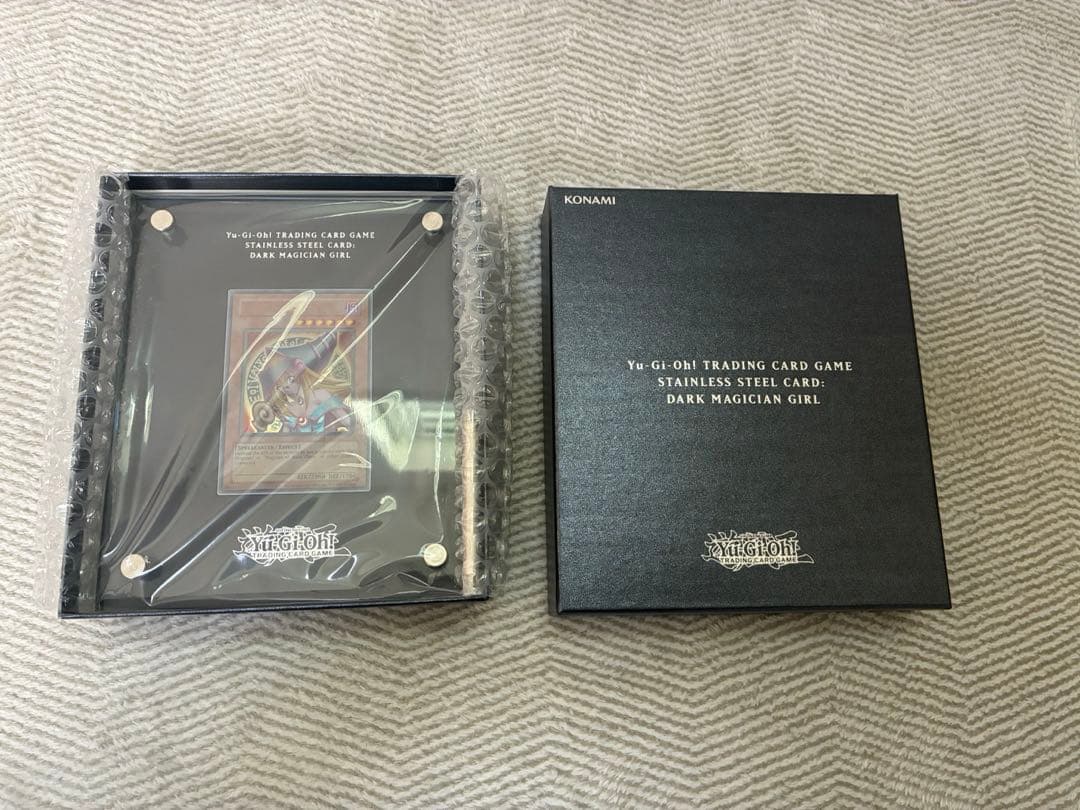 Yu-Gi-Oh! TRADING CARD GAME
STAINLESS STEEL CARD:
DARK MAGICIAN GIRL
Yu-Gi-Oh!
TRADING CARD GAME
KONAMI
Yu-Gi-Oh! TRADING CARD GAME
STAINLESS STEEL CARD:
DARK MAGICIAN GIRL
Yu-Gi-Oh!
TRADING CARD GAME